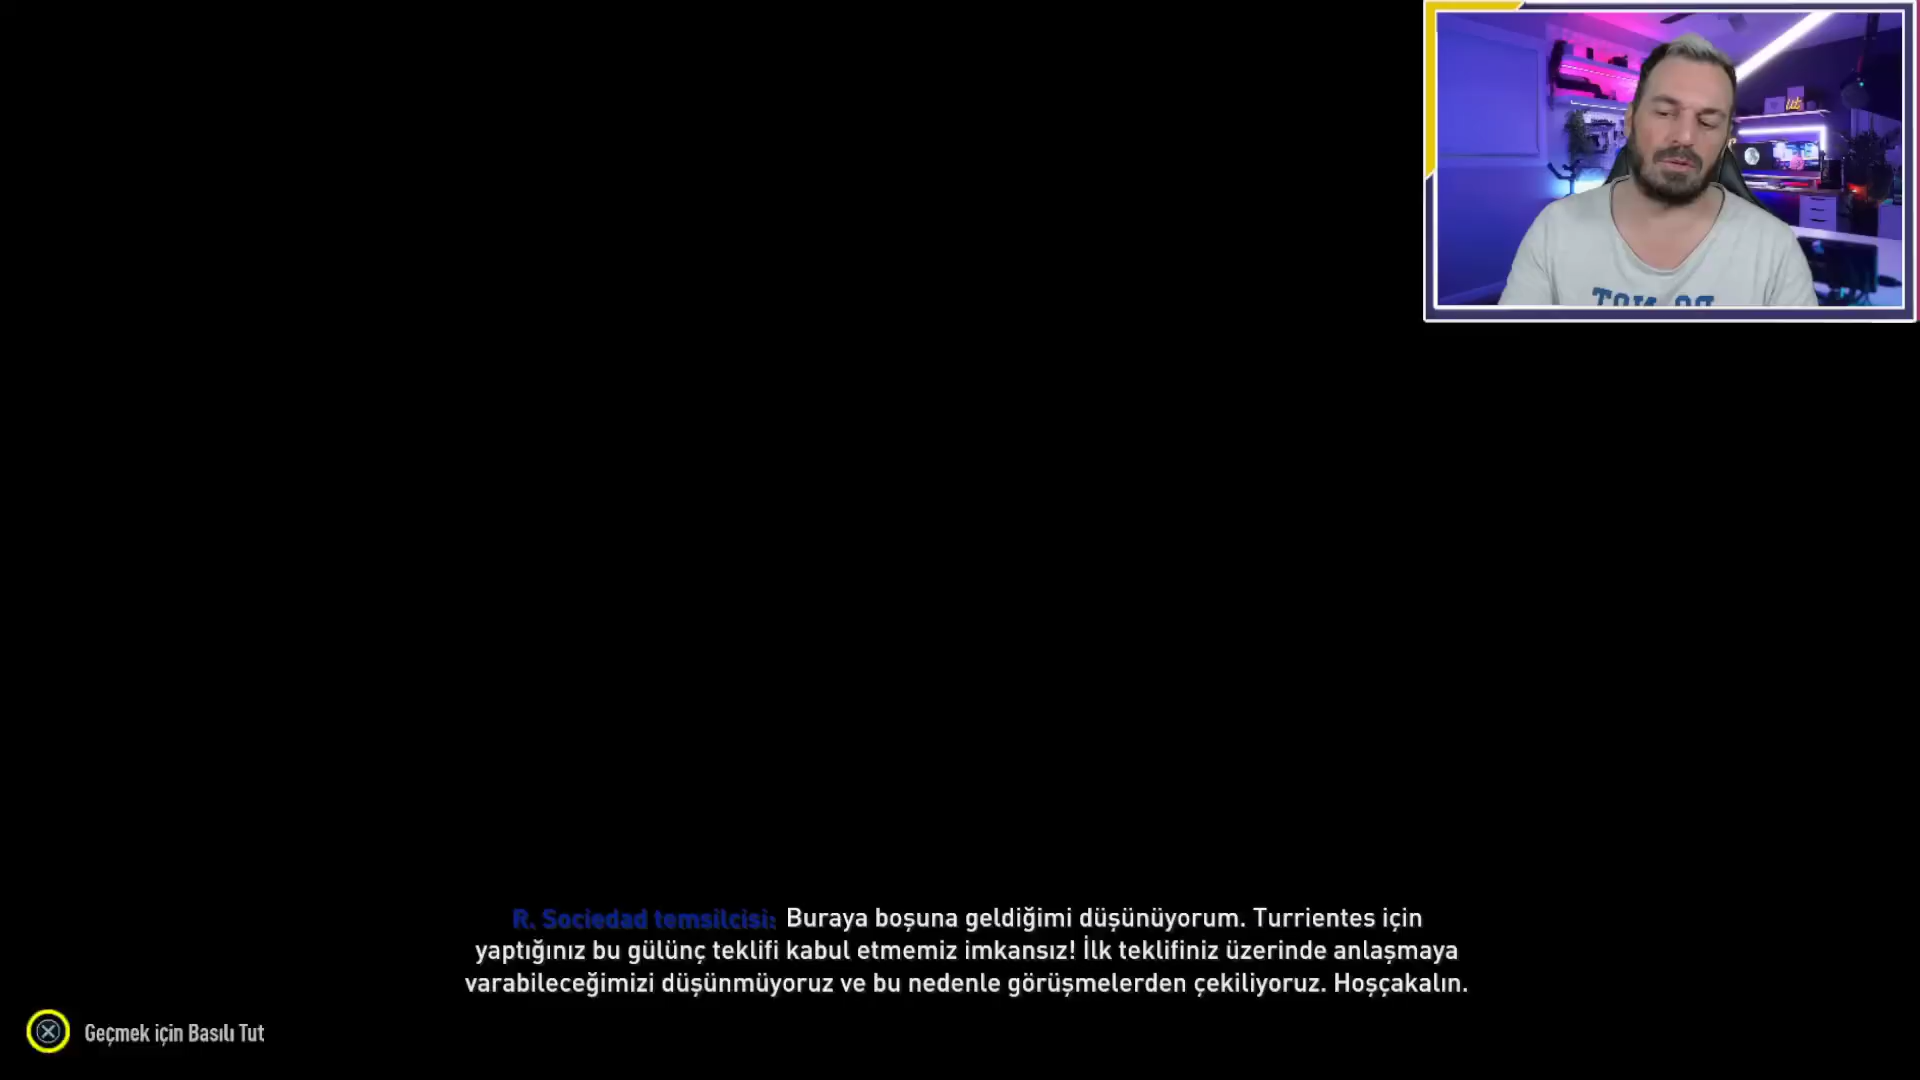 R. Sociedad temsilcisi: Buraya boşuna geldiğimi düşünüyorum. Turrientes için
yaptığınız bu gülünç teklifi kabul etmemiz imkansız! İlk teklifiniz üzerinde anlaşmaya
varabileceğimizi düşünmüyoruz ve bu nedenle görüşmelerden çekiliyoruz. Hoşçakalın.
Geçmek için Basılı Tut